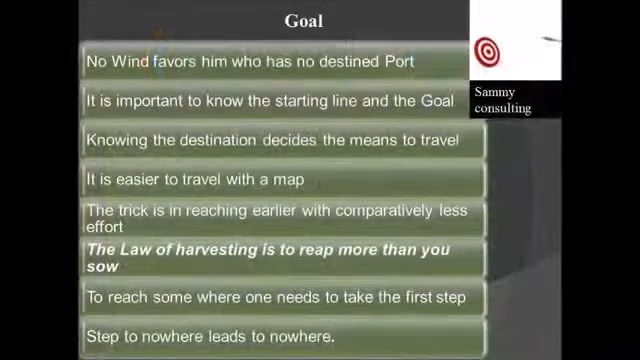 Goal
No Wind favors him who has no destined Port
Sammy
consulting
It is important to know the starting line and the Goal
Knowing the destination decides the means to travel
It is easier to travel with a map
The trick is in reaching earlier with comparatively less
effort
The Law of harvesting is to reap more than you
sow
To reach some where one needs to take the first step
Step to nowhere leads to nowhere.